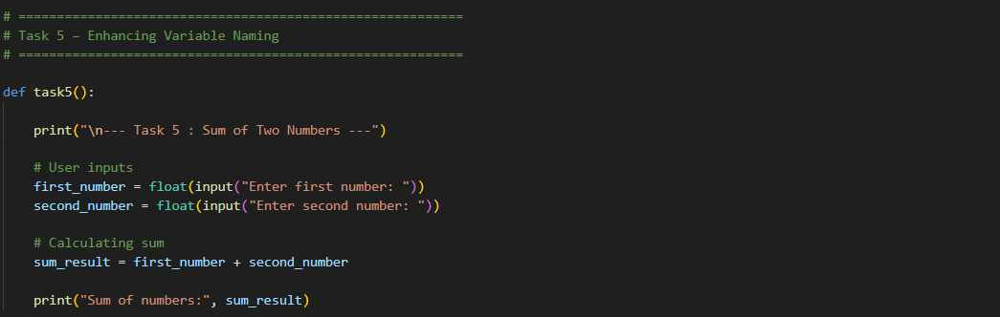 # ==========================================================
# Task 5 – Enhancing Variable Naming
# ==========================================================
def task5():
    print("\n--- Task 5 : Sum of Two Numbers ---")
    # User inputs
    first_number = float(input("Enter first number: "))
    second_number = float(input("Enter second number: "))
    # Calculating sum
    sum_result = first_number + second_number
    print("Sum of numbers:", sum_result)